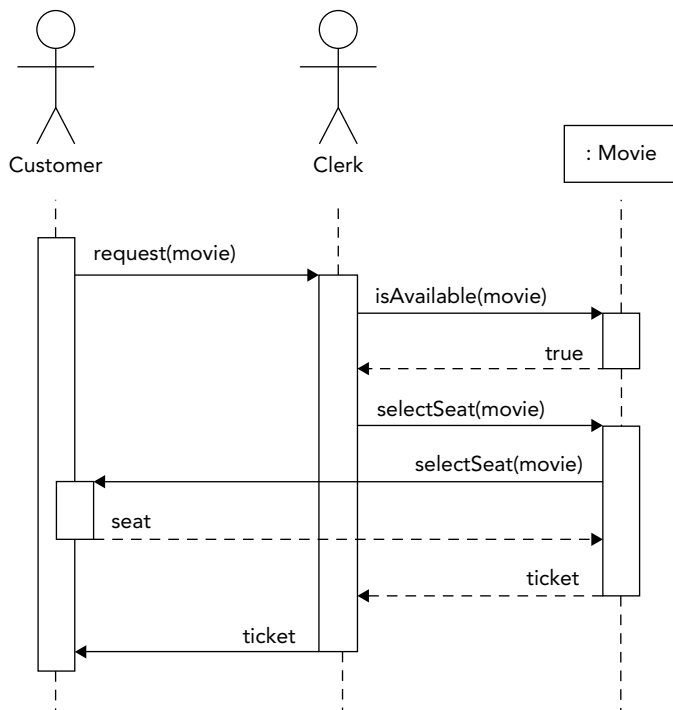 Customer
Clerk
: Movie
request(movie)
isAvailable(movie)
true
selectSeat(movie)
selectSeat(movie)
seat
ticket
ticket